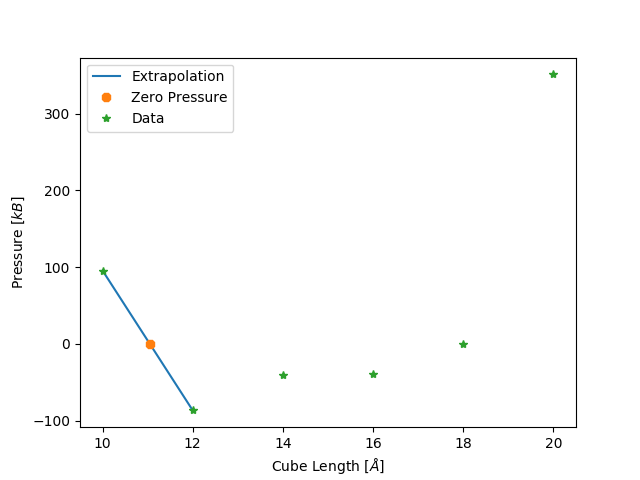 Extrapolation
Zero Pressure
Data
300
200
100
0
−100
Pressure [kB]
10 12 14 16 18 20
Cube Length [Å]